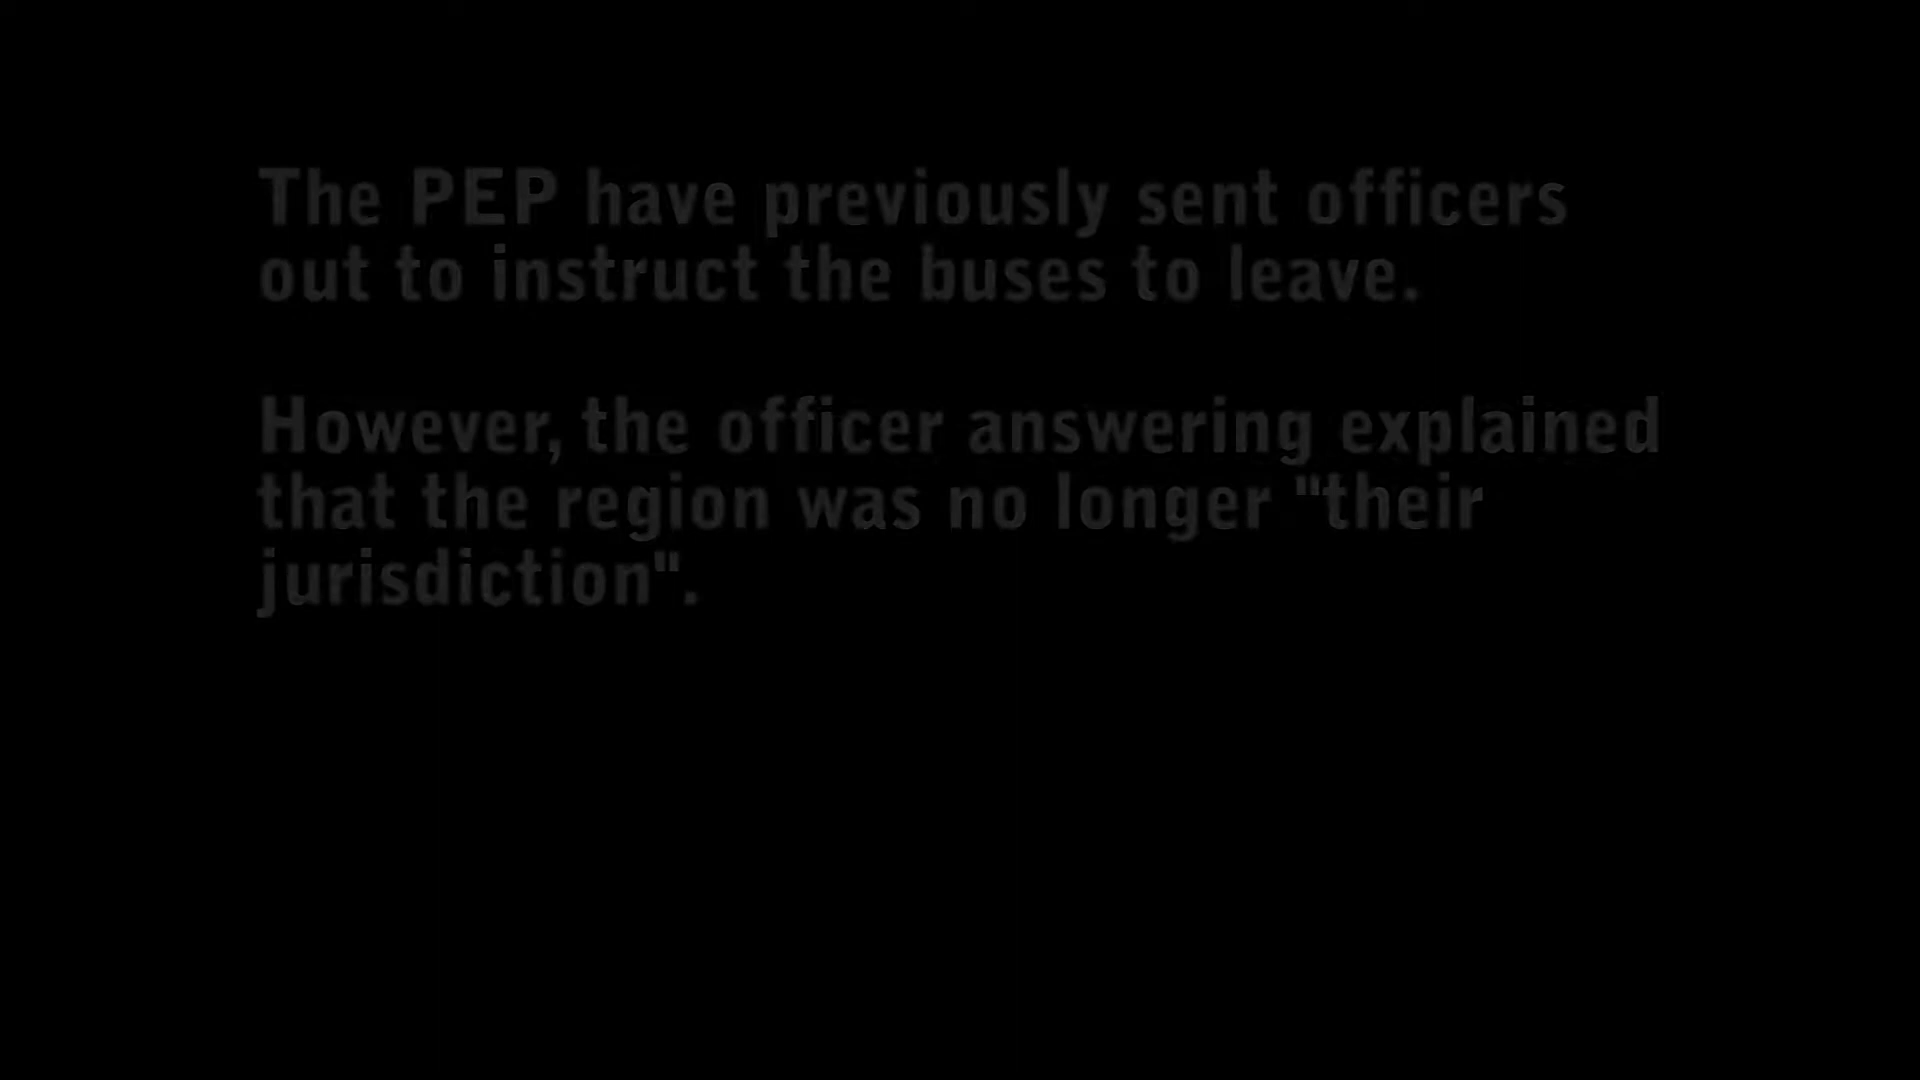 The PEP have previously sent officers
out to instruct the buses to leave.
However, the officer answering explained
that the region was no longer "their
jurisdiction".